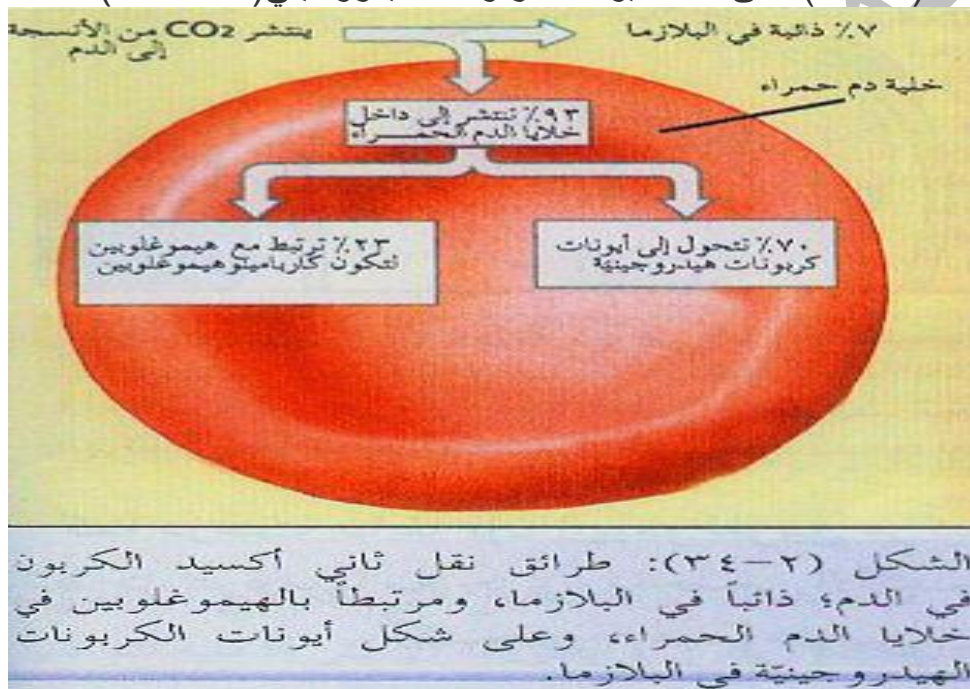 ٧٪ ذائبة في البلازما
ينتشر CO2 من الأنسجة
إلى الدم
خلية دم حمراء
٩٣٪ تنتشر إلى داخل
خلايا الدم الحمــراء
٧٠٪ تتحول إلى أيونات
كربونات هيدروجينية
٢٣٪ ترتبط مع هيموغلوبين
لتكون كاربامينوهيموغلوبين
الشكل (٢-٣٤): طرائق نقل ثاني أكسيد الكربون
في الدم؛ ذائباً في البلازما، ومرتبطاً بالهيموغلوبين في
خلايا الدم الحمراء، وعلى شكل أيونات الكربونات
الهيدروجينيّة في البلازما.